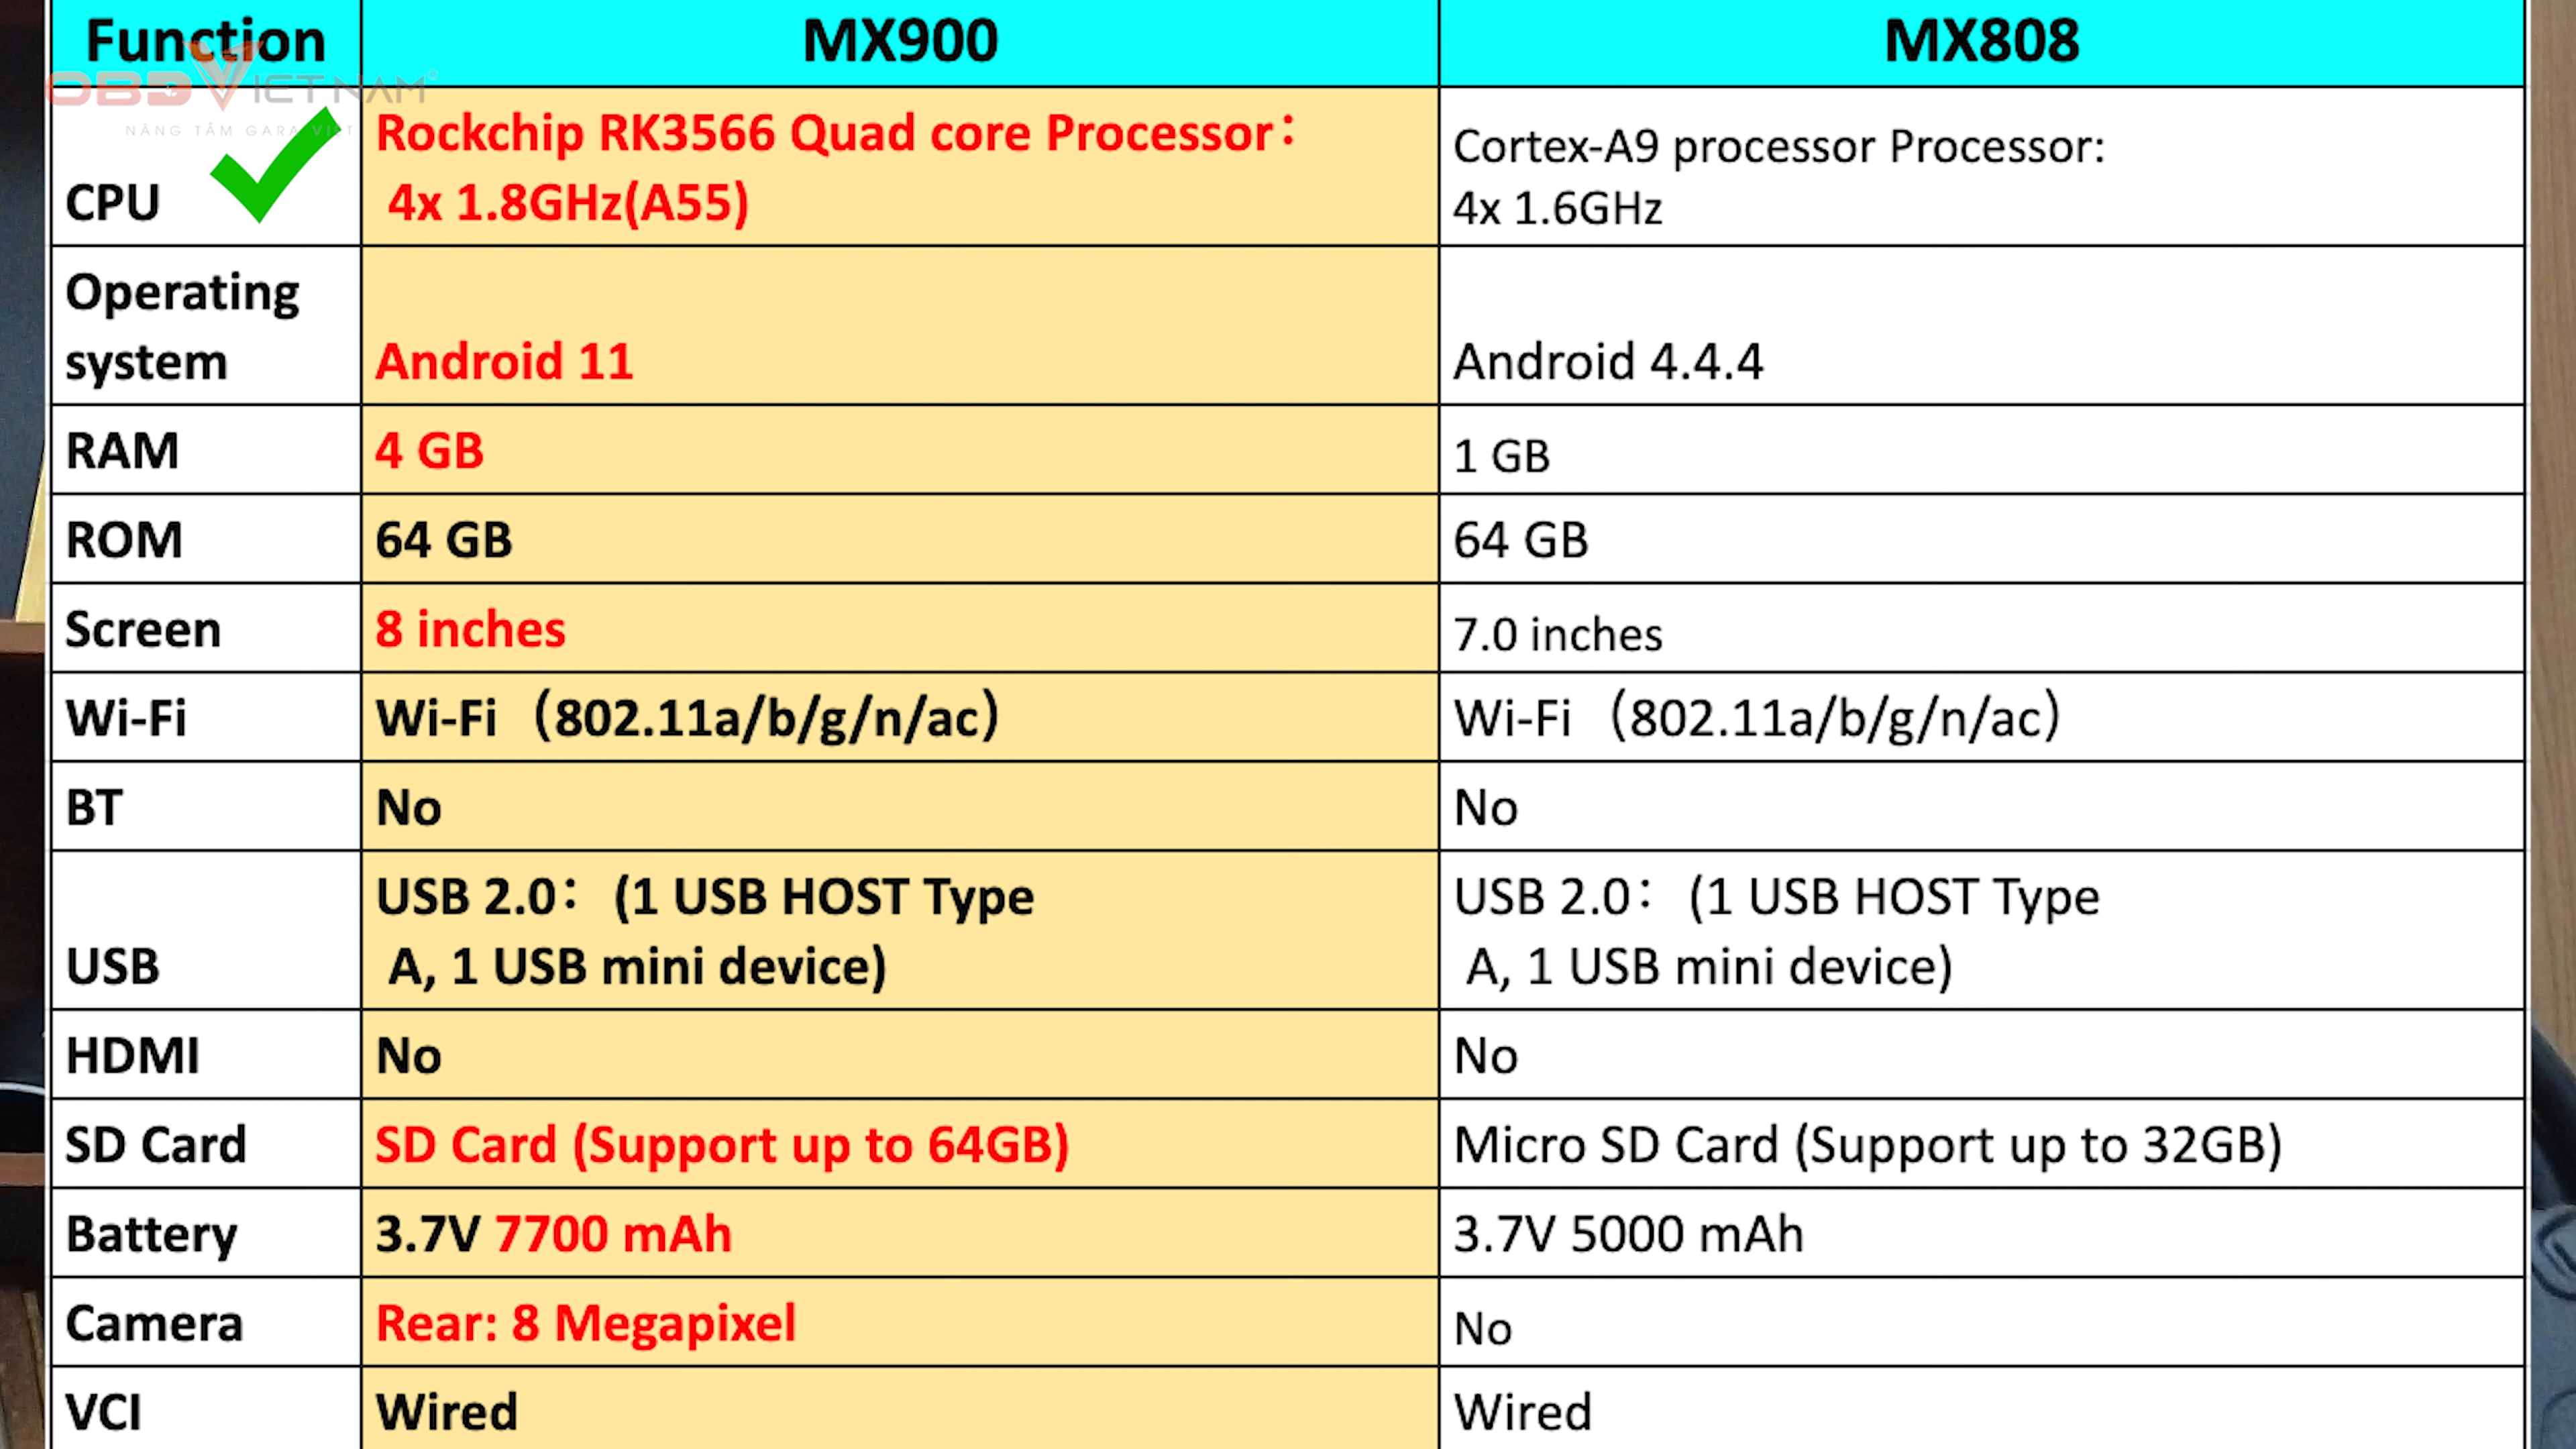 Function MX900 MX808
OBD VIETNAM
NÂNG TẦM GARA VIỆT
Rockchip RK3566 Quad core Processor: Cortex-A9 processor Processor:
CPU 4x 1.8GHz(A55) 4x 1.6GHz
Operating
system Android 11 Android 4.4.4
RAM 4 GB 1 GB
ROM 64 GB 64 GB
Screen 8 inches 7.0 inches
Wi-Fi Wi-Fi （802.11a/b/g/n/ac） Wi-Fi （802.11a/b/g/n/ac）
BT No No
USB 2.0： (1 USB HOST Type USB 2.0： (1 USB HOST Type
USB A, 1 USB mini device) A, 1 USB mini device)
HDMI No No
SD Card SD Card (Support up to 64GB) Micro SD Card (Support up to 32GB)
Battery 3.7V 7700 mAh 3.7V 5000 mAh
Camera Rear: 8 Megapixel No
VCI Wired Wired